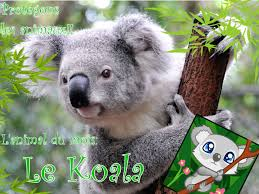 Protégeons
les animaux!!
L'animal du mois:
Le Koala